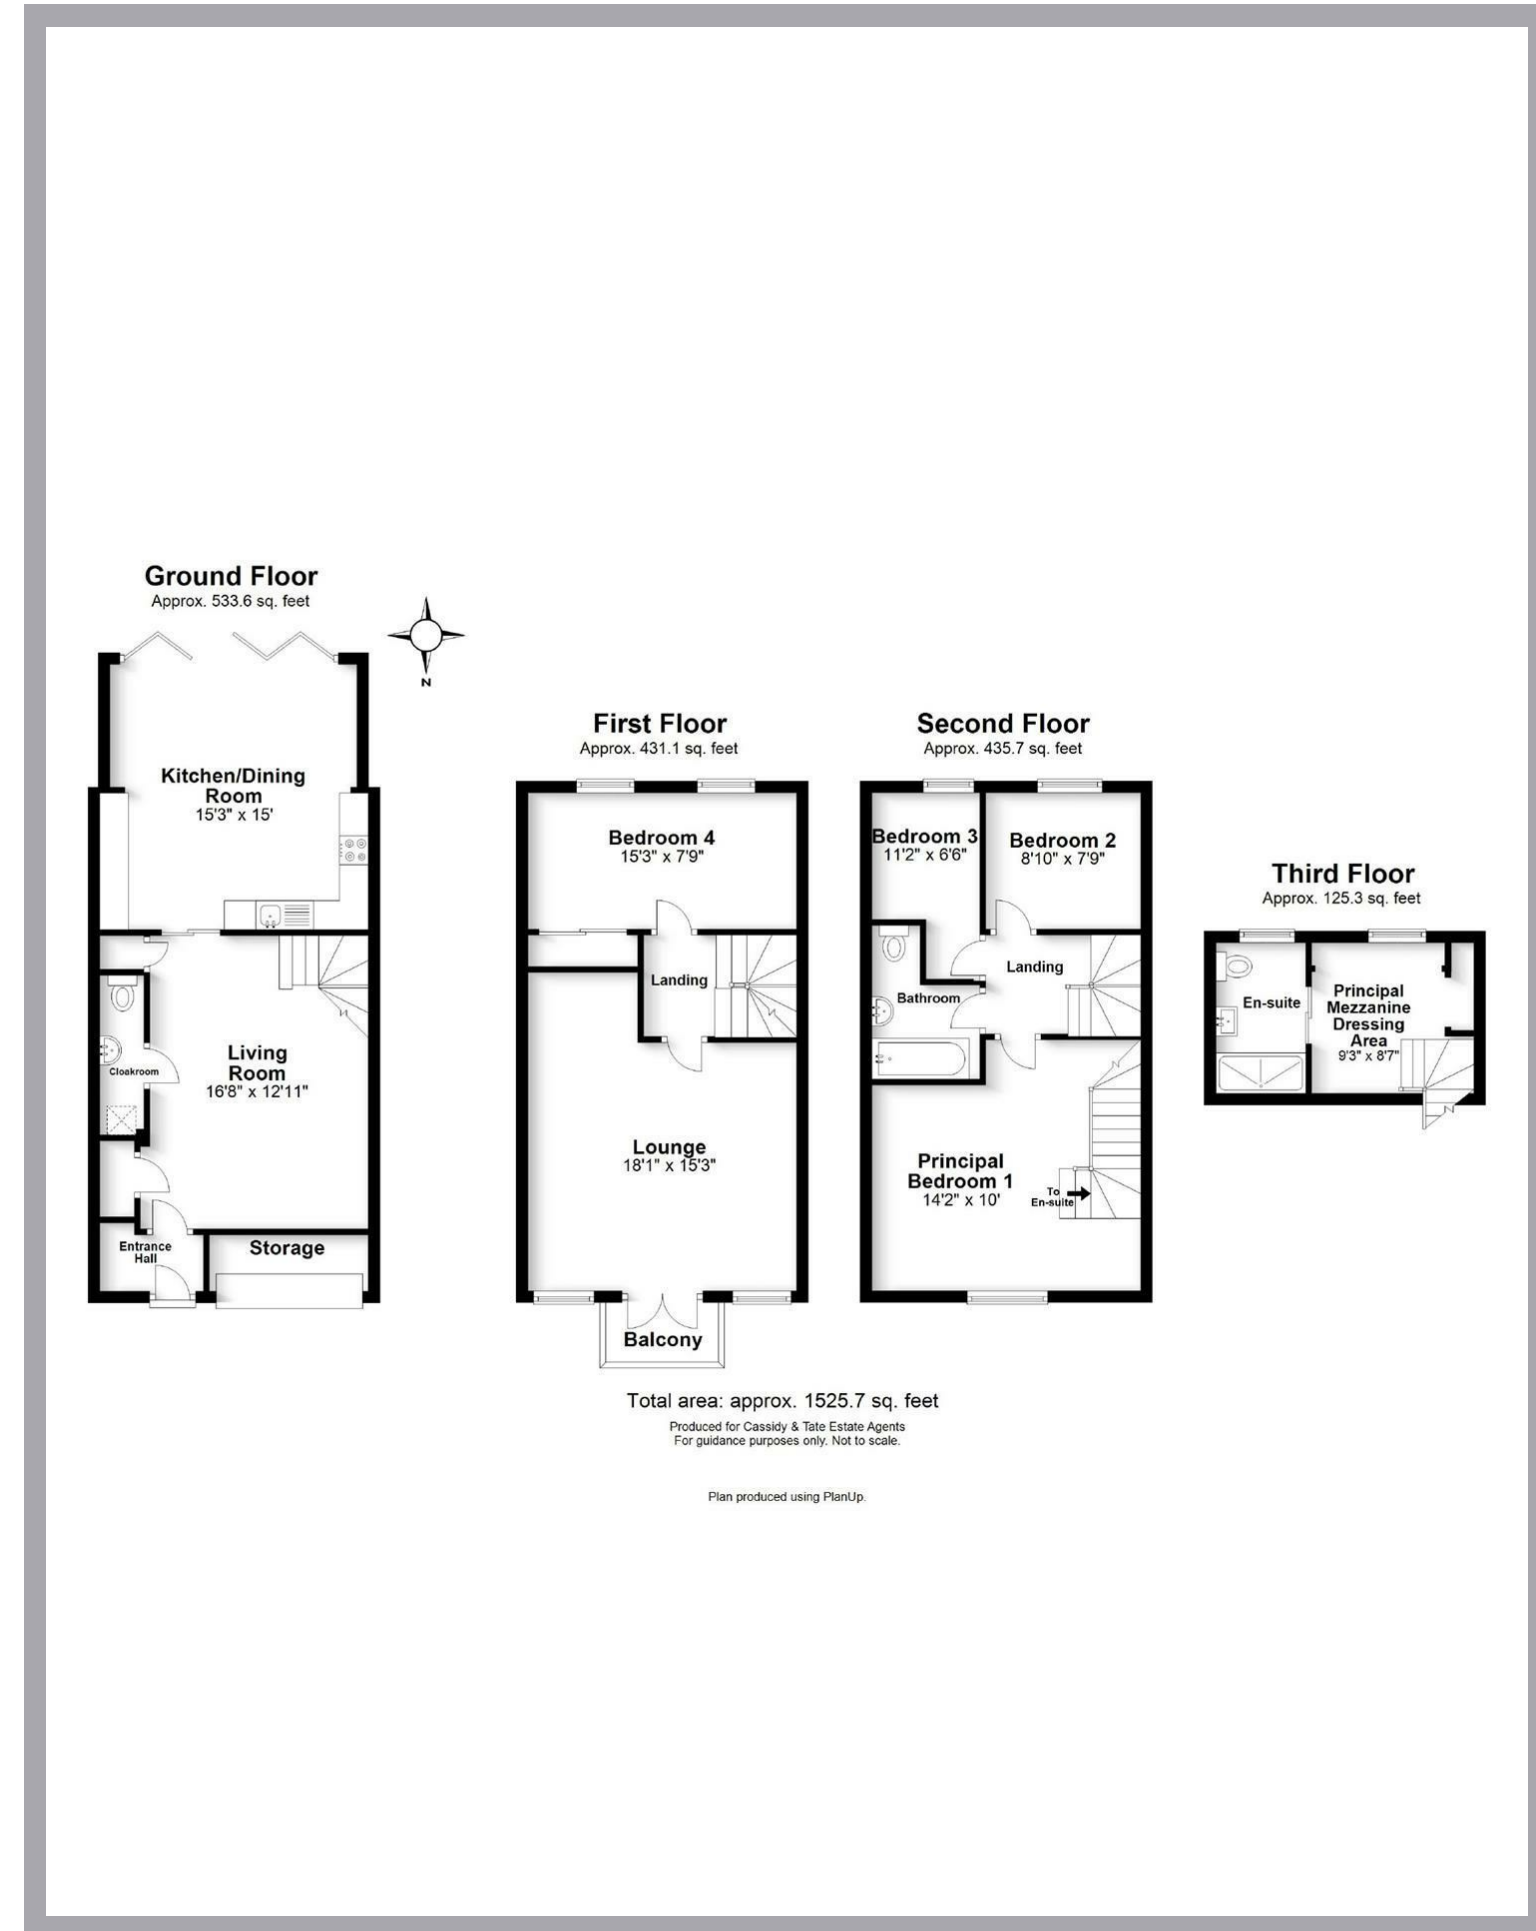 Ground Floor
Approx. 533.6 sq. feet
Kitchen/Dining
Room
15'3" x 15'
Living
Room
16'8" x 12'11"
Cloakroom
Entrance
Hall
Storage
N
First Floor
Approx. 431.1 sq. feet
Bedroom 4
15'3" x 7'9"
Landing
Lounge
18'1" x 15'3"
Balcony
Second Floor
Approx. 435.7 sq. feet
Bedroom 3
11'2" x 6'6"
Bedroom 2
8'10" x 7'9"
Landing
Bathroom
Principal
Bedroom 1
14'2" x 10'
To
En-suite
Third Floor
Approx. 125.3 sq. feet
En-suite
Principal
Mezzanine
Dressing
Area
9'3" x 8'7"
Total area: approx. 1525.7 sq. feet
Produced for Cassidy & Tate Estate Agents
For guidance purposes only. Not to scale.
Plan produced using PlanUp.